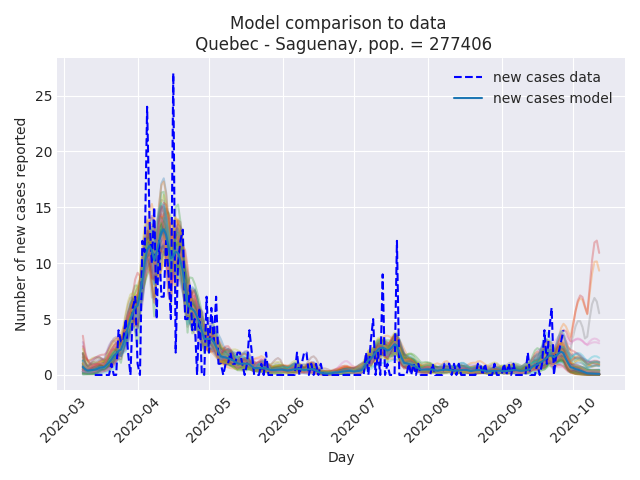 Model comparison to data
Quebec - Saguenay, pop. = 277406
new cases data
new cases model
Number of new cases reported
25
20
15
10
5
0
2020-03
2020-04
2020-05
2020-06
2020-07
2020-08
2020-09
2020-10
Day